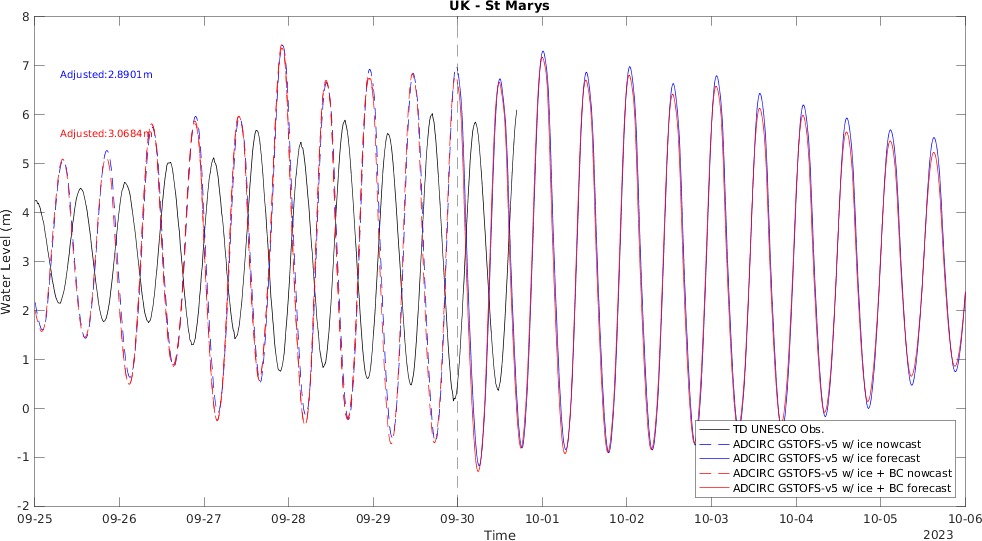 UK - St Marys
8
7
6
5
4
3
2
1
0
-1
-2
Water Level (m)
Adjusted:2.8901m
Adjusted:3.0684m
TD UNESCO Obs.
ADCIRC GSTOFS-v5 w/ ice nowcast
ADCIRC GSTOFS-v5 w/ ice forecast
ADCIRC GSTOFS-v5 w/ ice + BC nowcast
ADCIRC GSTOFS-v5 w/ ice + BC forecast
09-25 09-26 09-27 09-28 09-29 09-30 10-01 10-02 10-03 10-04 10-05 10-06
Time
2023